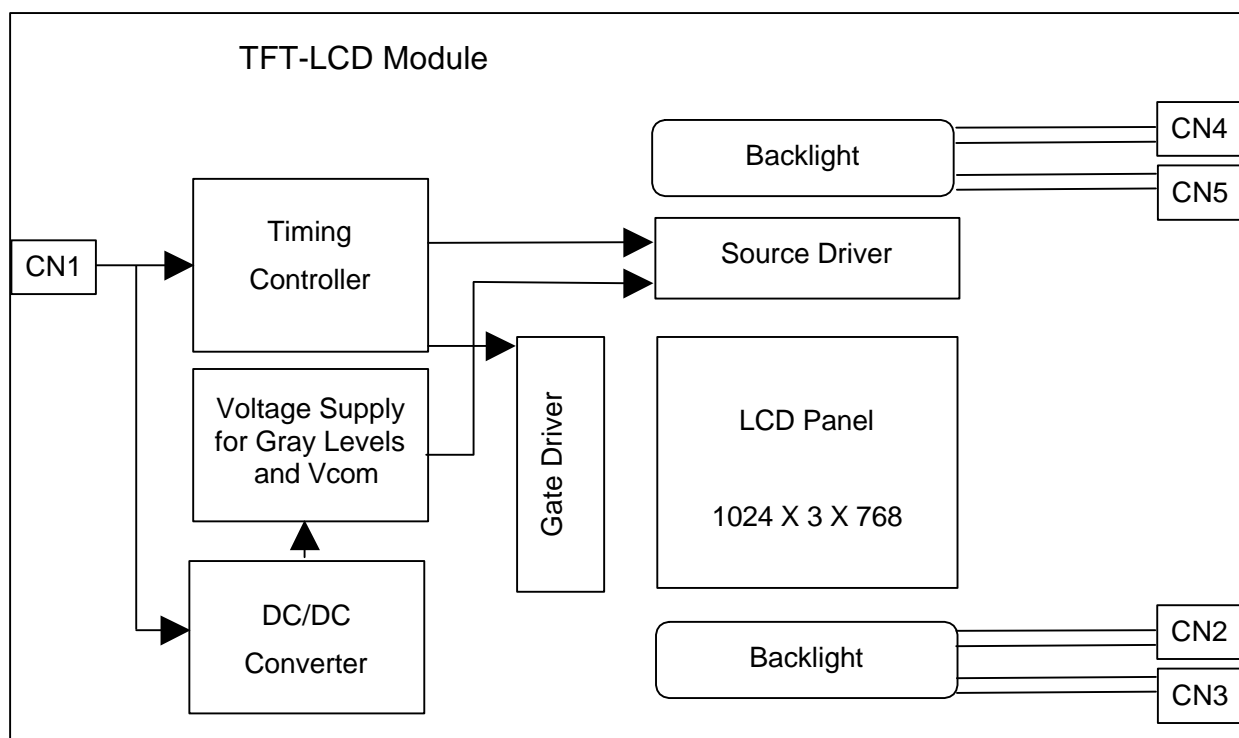 TFT-LCD Module
CN4
Backlight
CN5
Timing
Controller
Source Driver
CN1
Voltage Supply
for Gray Levels
and Vcom
Gate Driver
LCD Panel
1024 X 3 X 768
DC/DC
Converter
CN2
Backlight
CN3